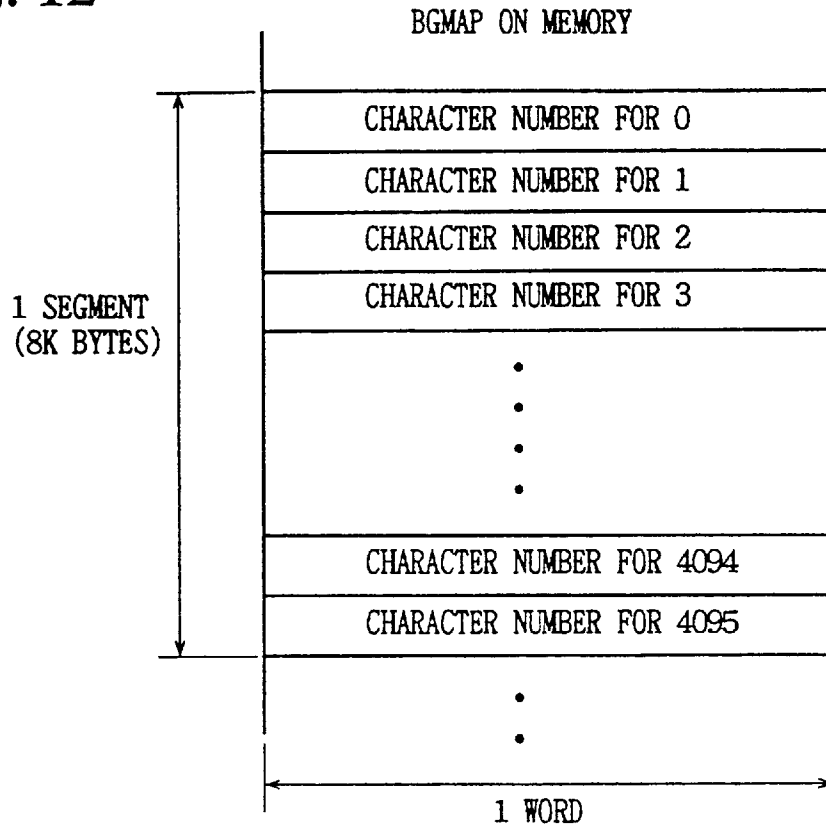 12
BGMAP ON MEMORY
CHARACTER NUMBER FOR 0
CHARACTER NUMBER FOR 1
CHARACTER NUMBER FOR 2
CHARACTER NUMBER FOR 3
1 SEGMENT
(8K BYTES)
CHARACTER NUMBER FOR 4094
CHARACTER NUMBER FOR 4095
1 WORD